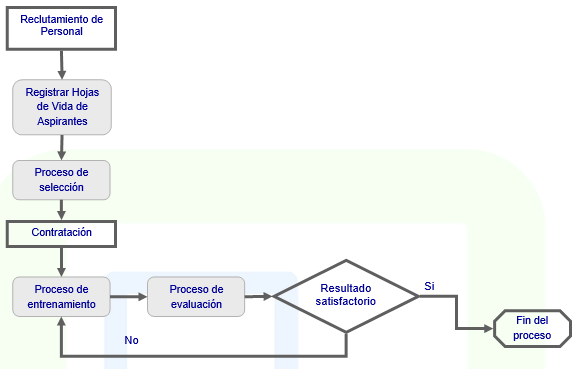 Reclutamiento de
Personal
Registrar Hojas
de Vida de
Aspirantes
Proceso de
selección
Contratación
Proceso de
entrenamiento
Proceso de
evaluación
Resultado
satisfactorio
Si
No
Fin del
proceso